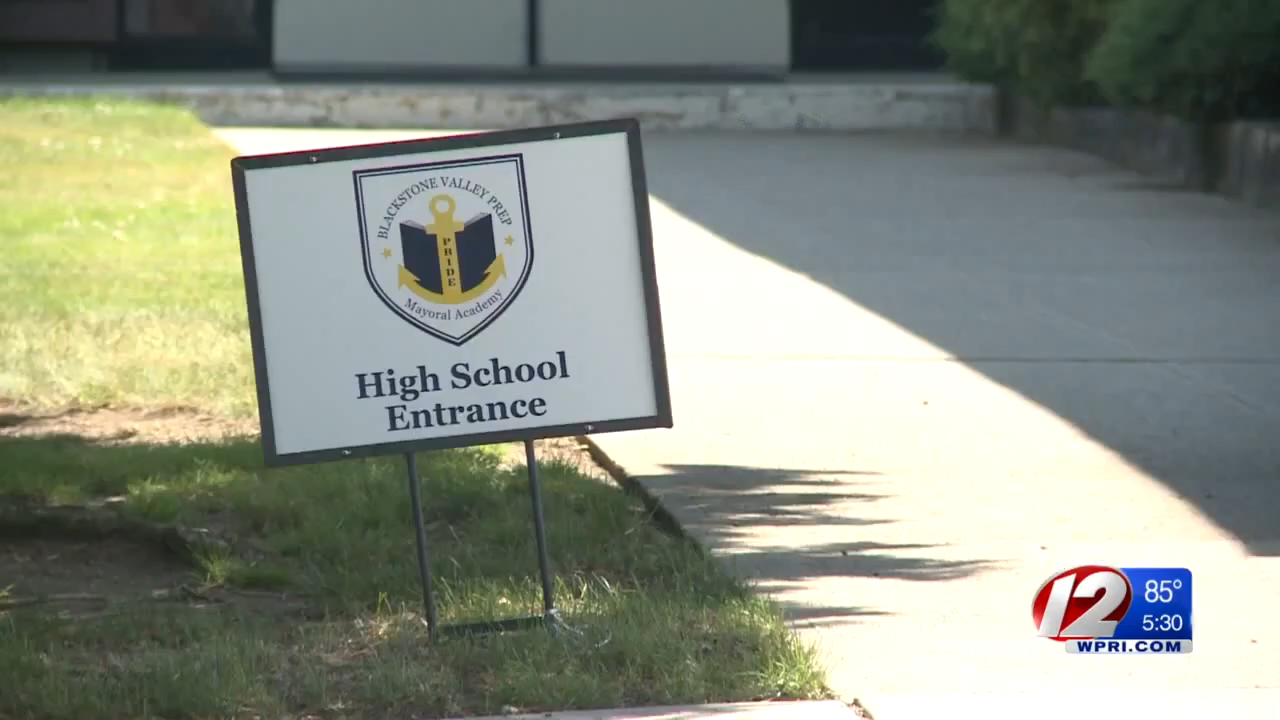 BLACKSTONE VALLEY PREP
PRIDE
Mayoral Academy
High School
Entrance
12
85°
5:30
WPRI.COM